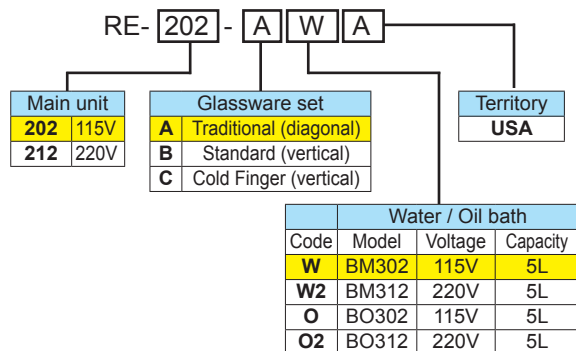 RE- 202 - A W A
Main unit
202 115V
212 220V
Glassware set
A Traditional (diagonal)
B Standard (vertical)
C Cold Finger (vertical)
Territory
USA
Water / Oil bath
Code Model Voltage Capacity
W BM302 115V 5L
W2 BM312 220V 5L
O BO302 115V 5L
O2 BO312 220V 5L